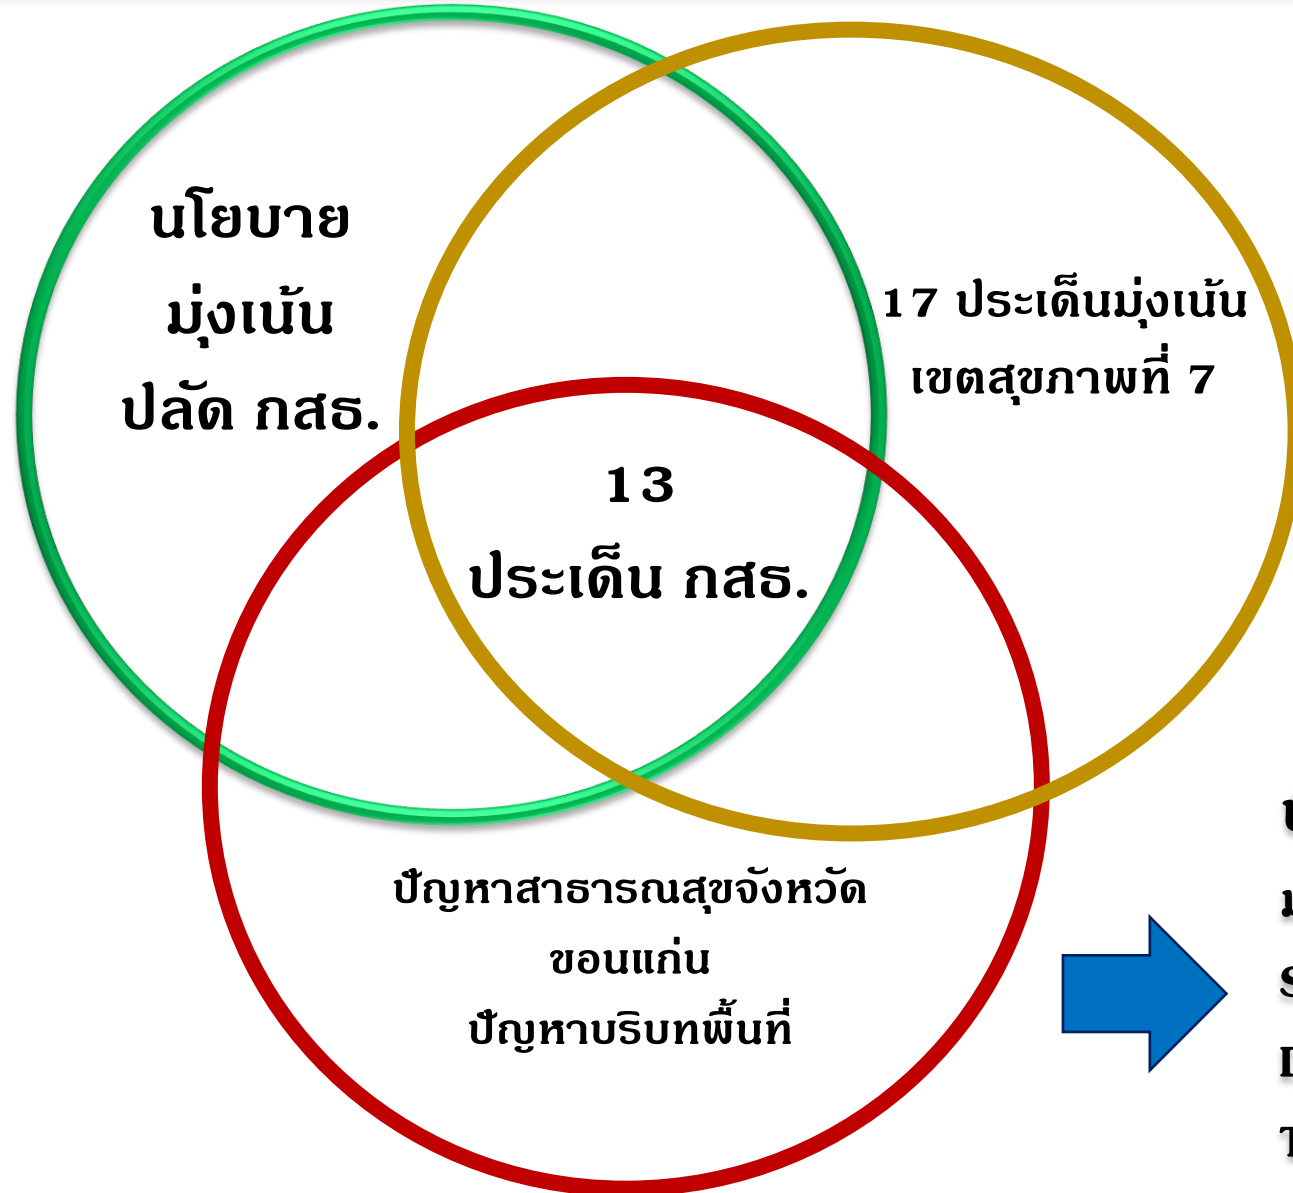 นโยบาย
มุ่งเน้น
ปลัด กสธ.
17 ประเด็นมุ่งเน้น
เขตสุขภาพที่ 7
13
ประเด็น กสธ.
ปัญหาสาธารณสุขจังหวัด
ขอนแก่น
ปัญหาบริบทพื้นที่